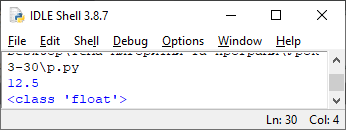 IDLE Shell 3.8.7
File Edit Shell Debug Options Window Help
3-30\p.py
12.5
<class 'float'>
Ln: 30 Col: 4